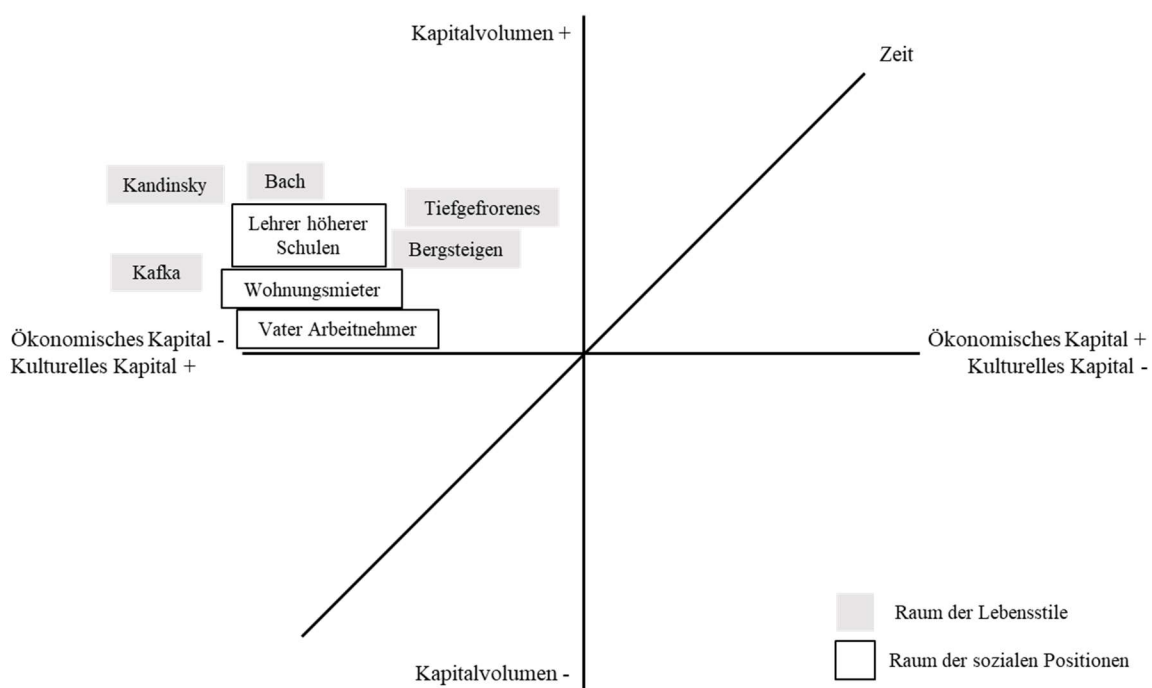 Kapitalvolumen +
Zeit
Kandinsky
Bach
Tiefgefrorenes
Lehrer höherer
Schulen
Bergsteigen
Kafka
Wohnungsmieter
Vater Arbeitnehmer
Ökonomisches Kapital -
Kulturelles Kapital +
Ökonomisches Kapital +
Kulturelles Kapital -
Raum der Lebensstile
Raum der sozialen Positionen
Kapitalvolumen -